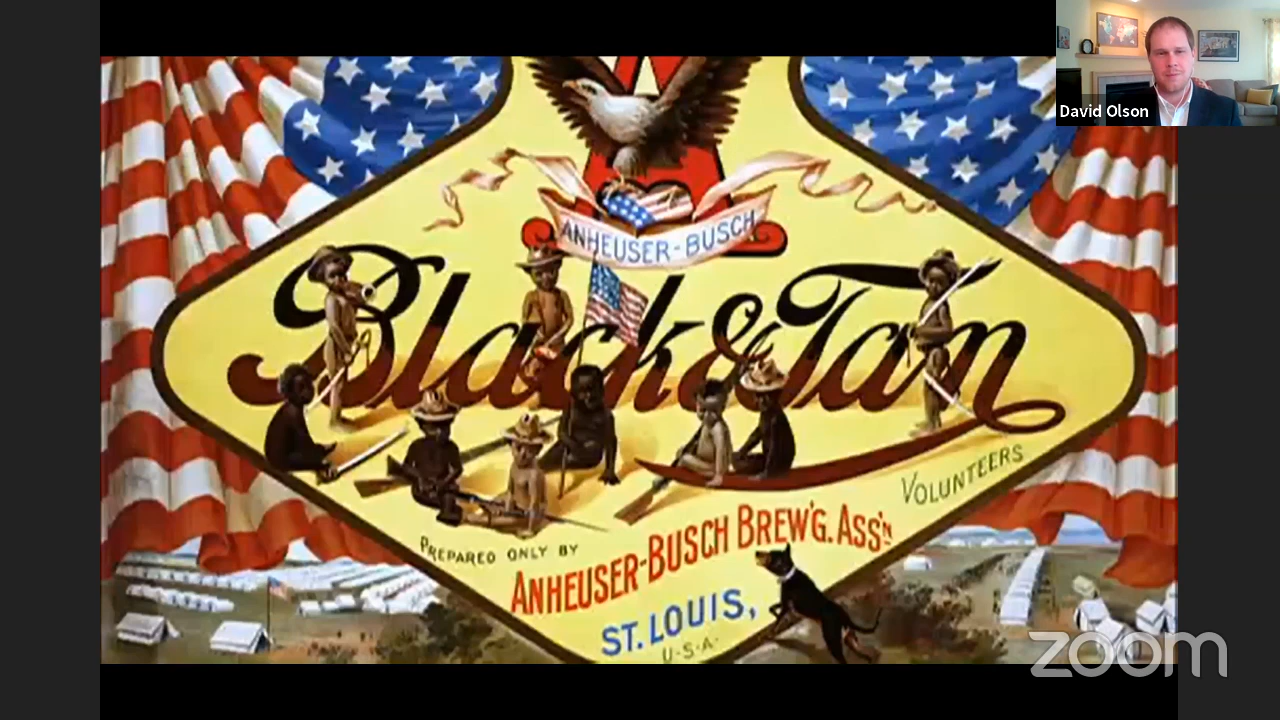 David Olson
ANHEUSER-BUSCH
Black & Tan
VOLUNTEERS
PREPARED ONLY BY
ANHEUSER-BUSCH BREW'G. ASS'N
ST. LOUIS,
U·S·A·
zoom